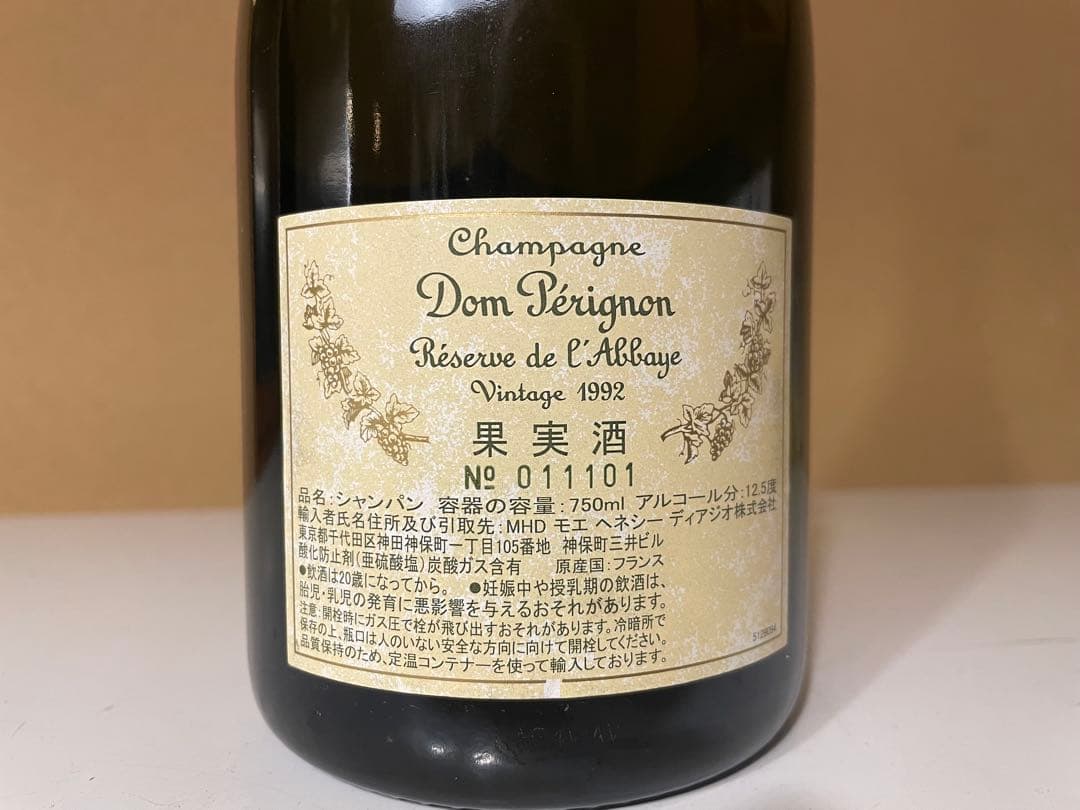 Champagne
Dom Pérignon
Réserve de l'Abbaye
Vintage 1992
果実酒
Nº 011101
品名:シャンパン 容器の容量:750ml アルコール分:12.5度
輸入者氏名住所及び引取先:MHD モエ ヘネシー ディアジオ株式会社
東京都千代田区神田神保町一丁目105番地 神保町三井ビル
酸化防止剤(亜硫酸塩)炭酸ガス含有 原産国:フランス
●飲酒は20歳になってから。 ●妊娠中や授乳期の飲酒は、
胎児・乳児の発育に悪影響を与えるおそれがあります。
注意:開栓時にガス圧で栓が飛び出すおそれがあります。冷暗所で
保存の上、瓶口は人のいない安全な方向に向けて開栓してください。
品質保持のため、定温コンテナーを使って輸入しております。